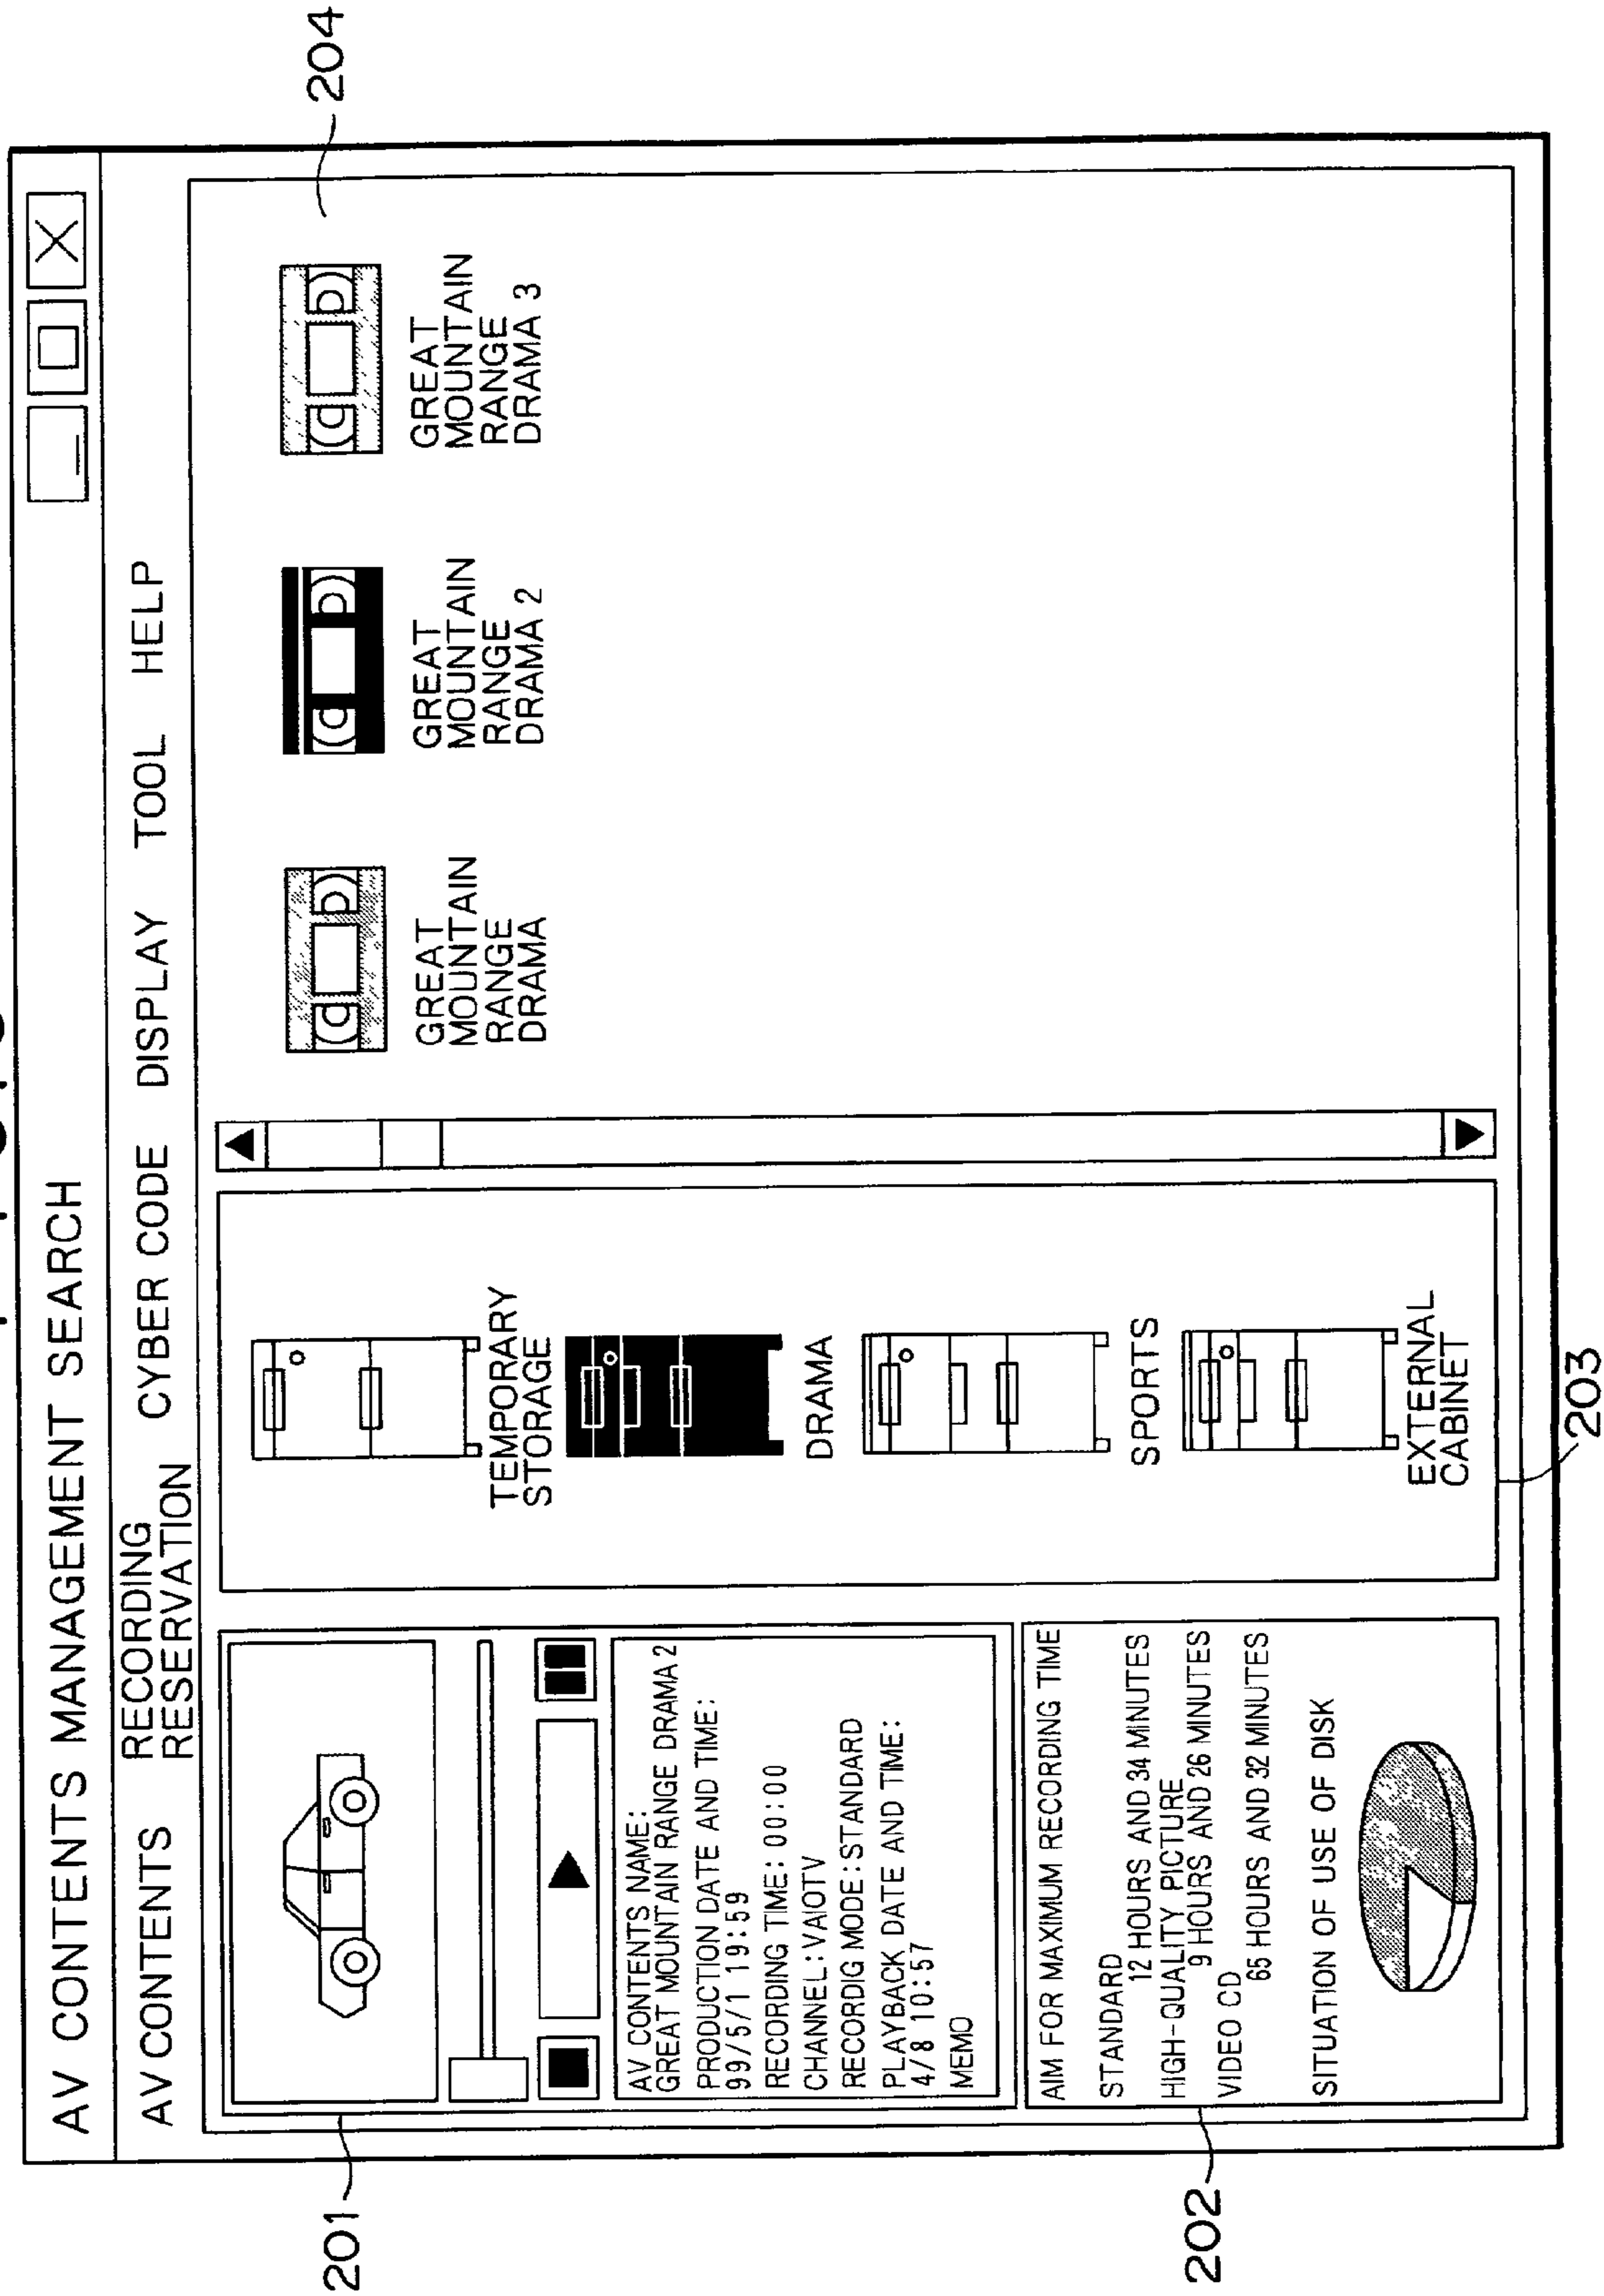 AV CONTENTS MANAGEMENT SEARCH
AV CONTENTS
RECORDING
RESERVATION
CYBER CODE
DISPLAY
TOOL
HELP
201
AV CONTENTS NAME:
GREAT MOUNTAIN RANGE DRAMA 2
PRODUCTION DATE AND TIME:
99/5/1 19:59
RECORDING TIME: 00:00
CHANNEL:VAIOTV
RECORDIG MODE:STANDARD
PLAYBACK DATE AND TIME:
4/8 10:57
MEMO
202
AIM FOR MAXIMUM RECORDING TIME
STANDARD
12 HOURS AND 34 MINUTES
HIGH-QUALITY PICTURE
9 HOURS AND 26 MINUTES
VIDEO CD
65 HOURS AND 32 MINUTES
SITUATION OF USE OF DISK
TEMPORARY
STORAGE
DRAMA
SPORTS
EXTERNAL
CABINET
203
GREAT
MOUNTAIN
RANGE
DRAMA
GREAT
MOUNTAIN
RANGE
DRAMA 2
GREAT
MOUNTAIN
RANGE
DRAMA 3
204